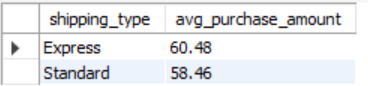 shipping_type avg_purchase_amount
Express 60.48
Standard 58.46